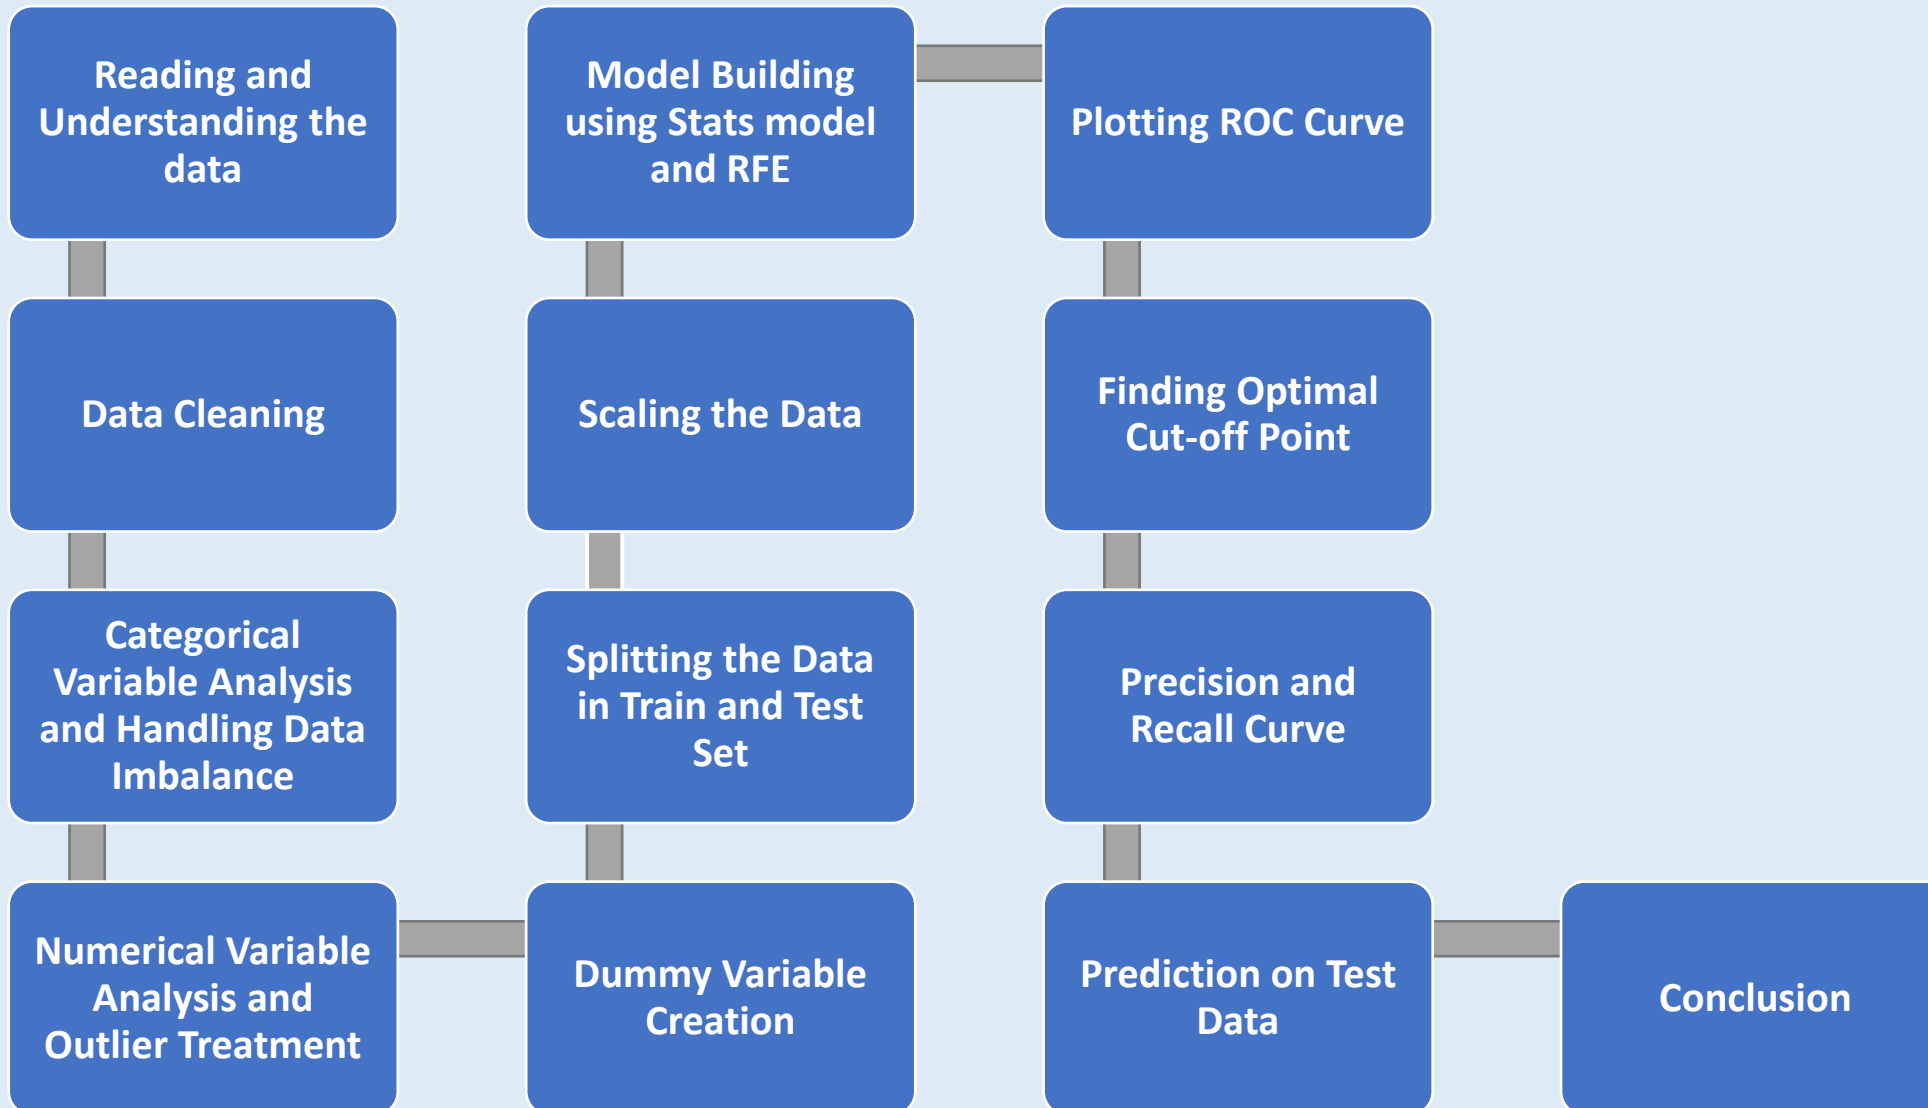 Reading and
Understanding the
data
Data Cleaning
Categorical
Variable Analysis
and Handling Data
Imbalance
Numerical Variable
Analysis and
Outlier Treatment
Dummy Variable
Creation
Splitting the Data
in Train and Test
Set
Scaling the Data
Model Building
using Stats model
and RFE
Plotting ROC Curve
Finding Optimal
Cut-off Point
Precision and
Recall Curve
Prediction on Test
Data
Conclusion